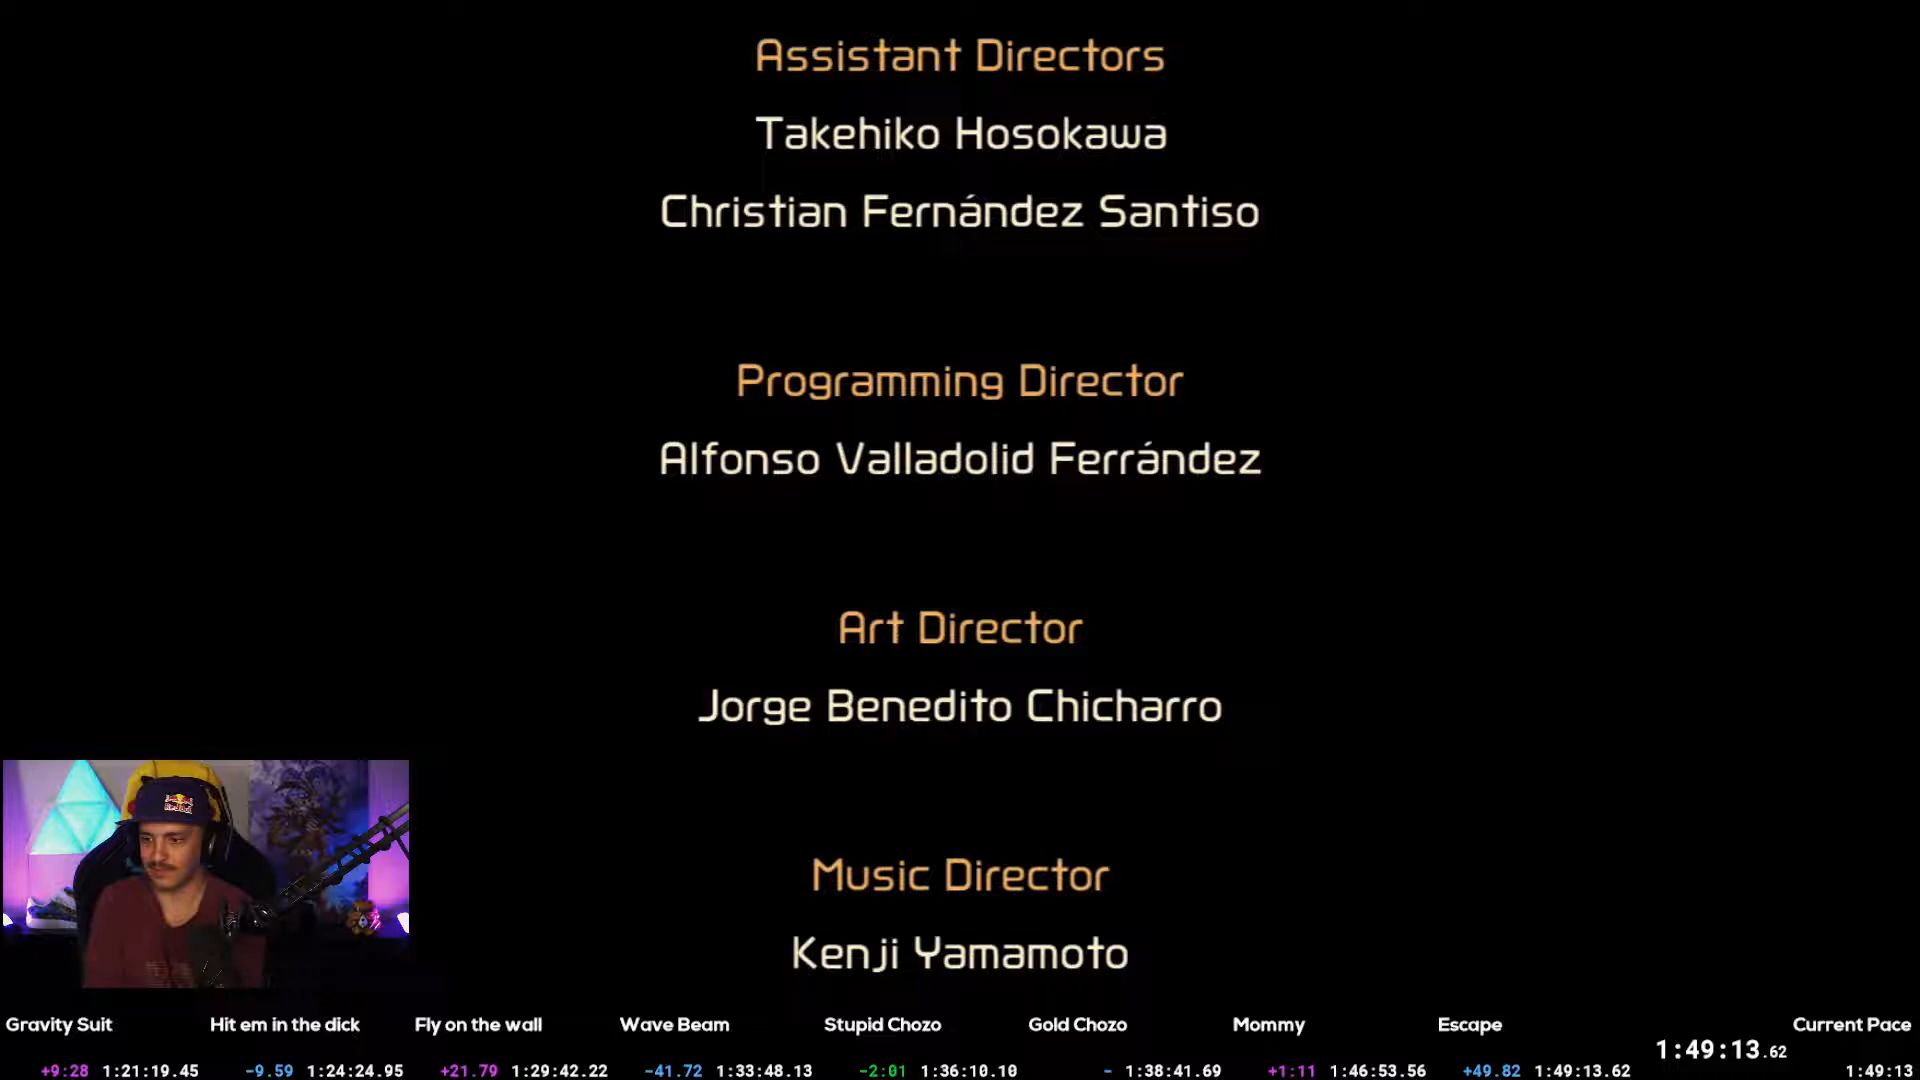 Assistant Directors
Takehiko Hosokawa
Christian Fernández Santiso
Programming Director
Alfonso Valladolid Ferrández
Art Director
Jorge Benedito Chicharro
Music Director
Kenji Yamamoto
RedBull
Gravity Suit Hit em in the dick Fly on the wall Wave Beam Stupid Chozo Gold Chozo Mommy Escape Current Pace
1:49:13.62
+9:28 1:21:19.45 -9.59 1:24:24.95 +21.79 1:29:42.22 -41.72 1:33:48.13 -2:01 1:36:10.10 - 1:38:41.69 +1:11 1:46:53.56 +49.82 1:49:13.62 1:49:13